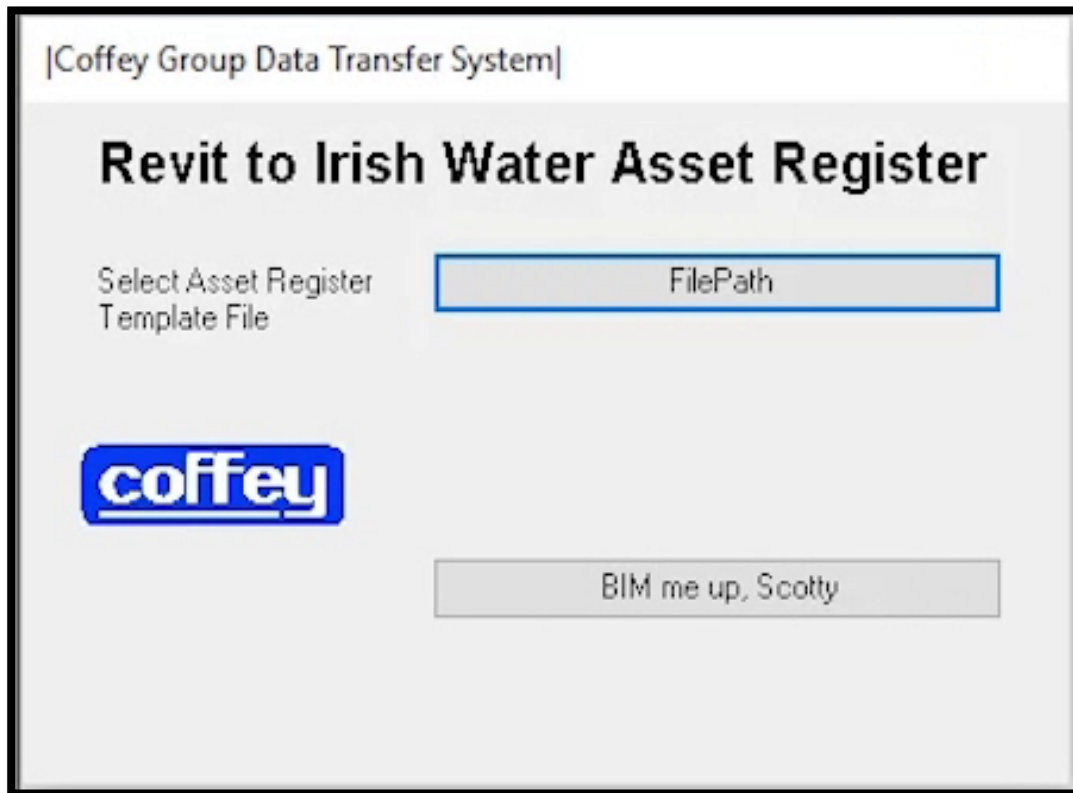 |Coffey Group Data Transfer System|
Revit to Irish Water Asset Register
Select Asset Register
Template File
FilePath
coffey
BIM me up, Scotty